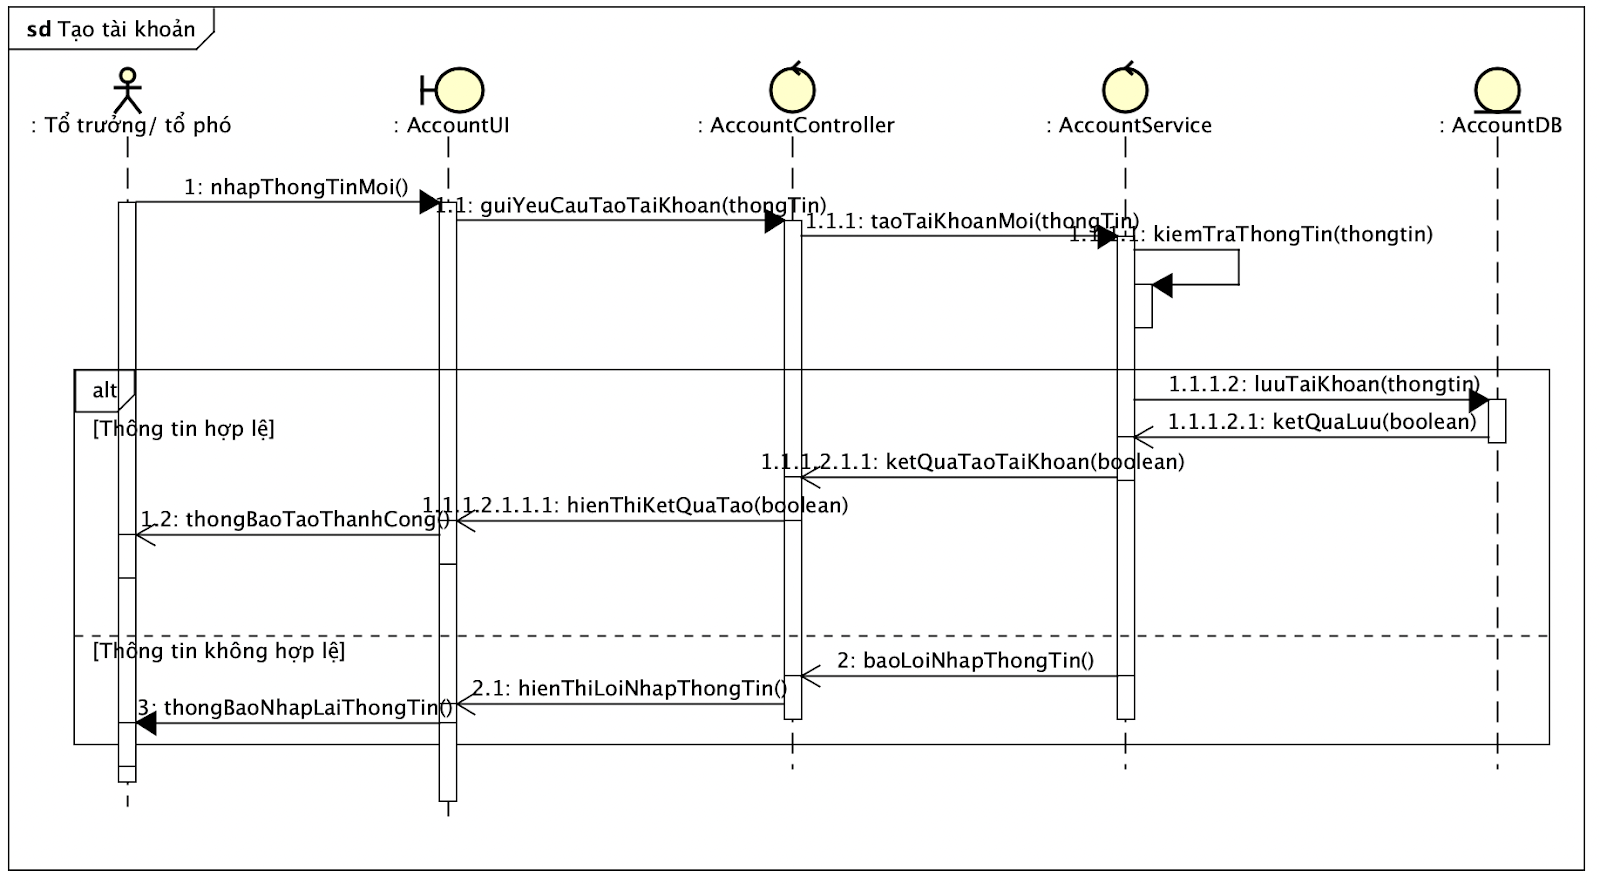 sd Tạo tài khoản
: Tổ trưởng/ tổ phó
: AccountUI
: AccountController
: AccountService
: AccountDB
1: nhapThongTinMoi()
1.1: guiYeuCauTaoTaiKhoan(thongTin)
1.1.1: taoTaiKhoanMoi(thongTin)
1.1.1.1: kiemTraThongTin(thongtin)
alt
1.1.1.2: luuTaiKhoan(thongtin)
[Thông tin hợp lệ]
1.1.1.2.1: ketQuaLuu(boolean)
1.1.1.2.1.1: ketQuaTaoTaiKhoan(boolean)
1.1.1.2.1.1.1: hienThiKetQuaTao(boolean)
1.2: thongBaoTaoThanhCong()
[Thông tin không hợp lệ]
2: baoLoiNhapThongTin()
2.1: hienThiLoiNhapThongTin()
3: thongBaoNhapLaiThongTin()